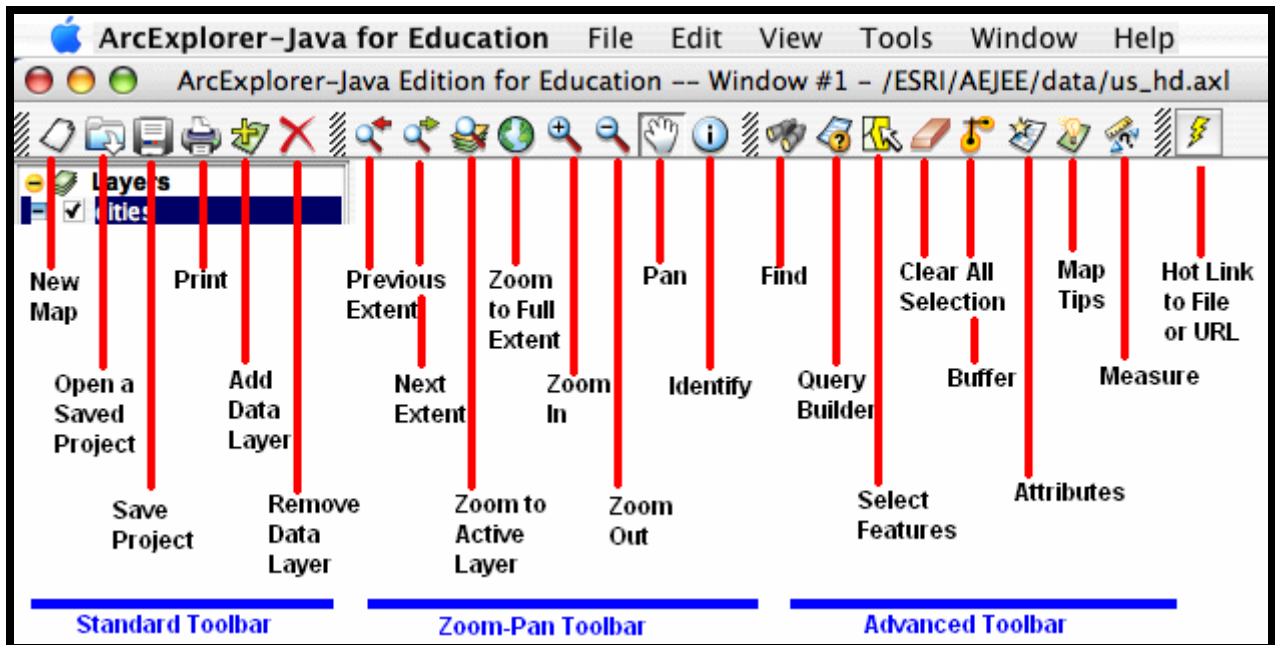 ArcExplorer-Java for Education File Edit View Tools Window Help
ArcExplorer-Java Edition for Education -- Window #1 - /ESRI/AEJEE/data/us_hd.axl
Layers
cities
New
Map
Print
Previous
Extent
Zoom
to Full
Extent
Pan
Find
Clear All
Selection
Map
Tips
Hot Link
to File
or URL
Open a
Saved
Project
Add
Data
Layer
Next
Extent
Zoom
In
Identify
Query
Builder
Buffer
Measure
Save
Project
Remove
Data
Layer
Zoom to
Active
Layer
Zoom
Out
Select
Features
Attributes
Standard Toolbar
Zoom-Pan Toolbar
Advanced Toolbar